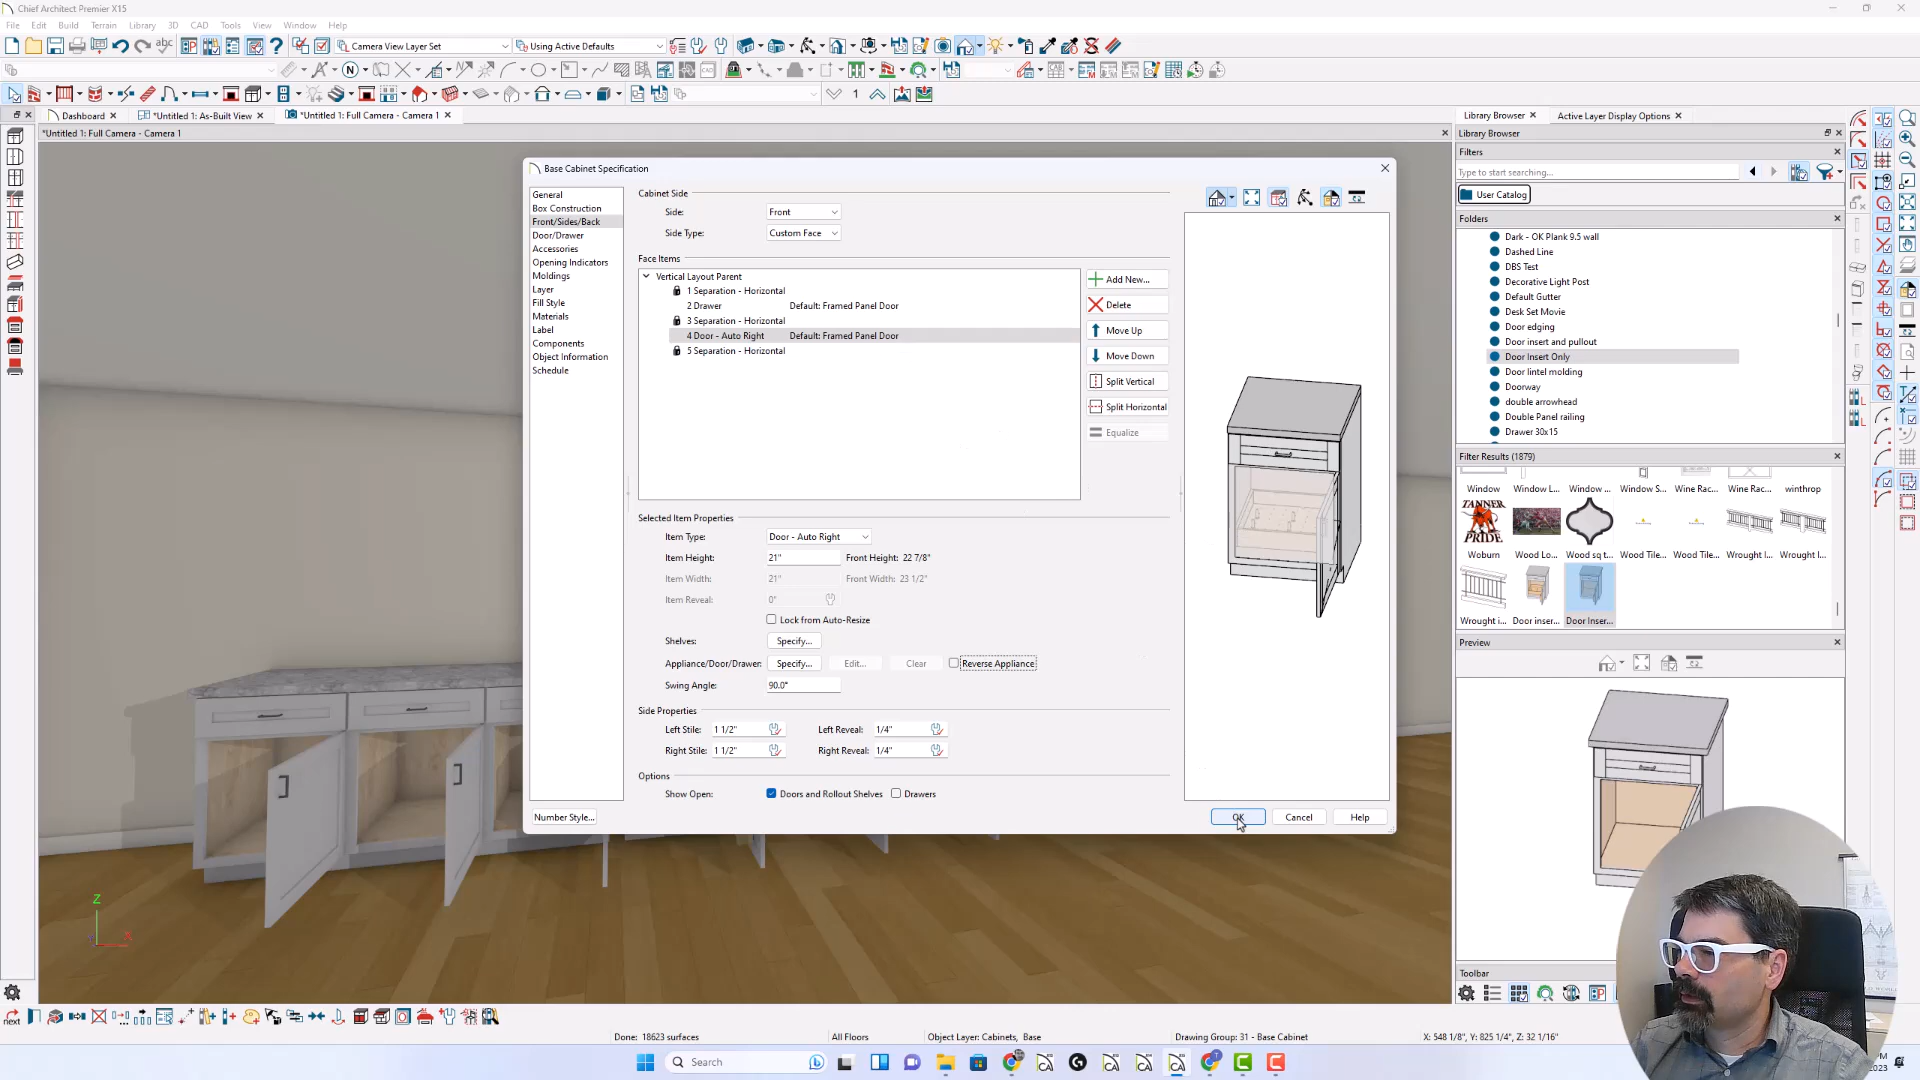 Chief Architect Premier X15
File Edit Build Terrain Library 3D CAD Tools Views Window Help
Camera View Layer Set Using Active Defaults
1
Dashboard *Untitled 1: As-Built View *Untitled 1: Full Camera - Camera 1
*Untitled 1: Full Camera - Camera 1
Base Cabinet Specification
General
Box Construction
Front/Sides/Back
Door/Drawer
Accessories
Opening Indicators
Moldings
Layer
Fill Style
Materials
Label
Components
Object Information
Schedule
Number Style...
Cabinet Side
Side: Front
Side Type: Custom Face
Face Items
Vertical Layout Parent
1 Separation - Horizontal
2 Drawer Default: Framed Panel Door
3 Separation - Horizontal
4 Door - Auto Right Default: Framed Panel Door
5 Separation - Horizontal
Add New...
Delete
Move Up
Move Down
Split Vertical
Split Horizontal
Equalize
Selected Item Properties
Item Type: Door - Auto Right
Item Height: 21" Front Height: 22 7/8"
Item Width: 21" Front Width: 23 1/2"
Item Reveal: 0"
Lock from Auto-Resize
Shelves: Specify...
Appliance/Door/Drawer: Specify... Edit... Clear Reverse Appliance
Swing Angle: 90.0°
Side Properties
Left Stile: 1 1/2" Left Reveal: 1/4"
Right Stile: 1 1/2" Right Reveal: 1/4"
Options
Show Open: Doors and Rollout Shelves Drawers
OK Cancel Help
Library Browser Active Layer Display Options
Library Browser
Filters
Type to start searching...
User Catalog
Folders
Dark - OK Plank 9.5 wall
Dashed Line
DBS Test
Decorative Light Post
Default Gutter
Desk Set Movie
Door edging
Door insert and pullout
Door Insert Only
Door lintel molding
Doorway
double arrowhead
Double Panel railing
Drawer 30x15
Filter Results (1879)
Window Window L... Window ... Window S... Wine Rac... Wine Rac... winthrop
TANNER PRIDE
Woburn Wood Lo... Wood sq t... Wood Tile... Wood Tile... Wrought I... Wrought I...
Wrought i... Door inser... Door Inser...
Preview
Toolbar
Z
X
next
Done: 18623 surfaces All Floors Object Layer: Cabinets, Base Drawing Group: 31 - Base Cabinet X: 548 1/8", Y: 825 1/4", Z: 32 1/16"
Search